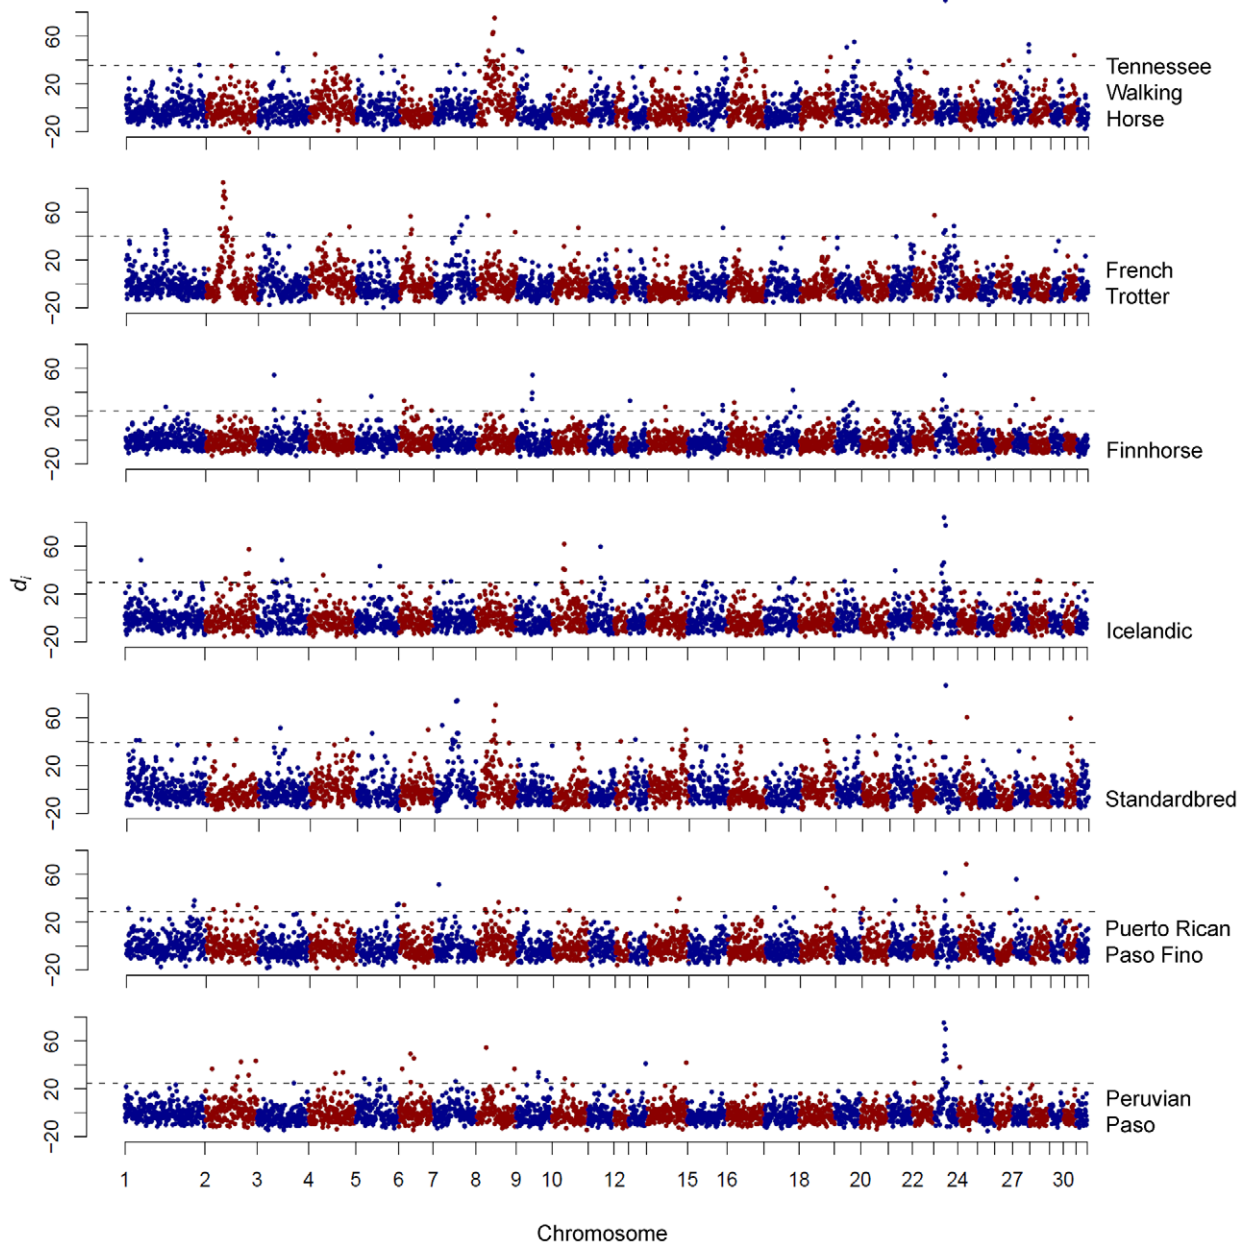 60
20
-20
Tennessee
Walking
Horse
60
20
-20
French
Trotter
60
20
-20
Finnhorse
60
20
-20
Icelandic
d_i
60
20
-20
Standardbred
60
20
-20
Puerto Rican
Paso Fino
60
20
-20
Peruvian
Paso
1 2 3 4 5 6 7 8 9 10 12 15 16 18 20 22 24 27 30
Chromosome